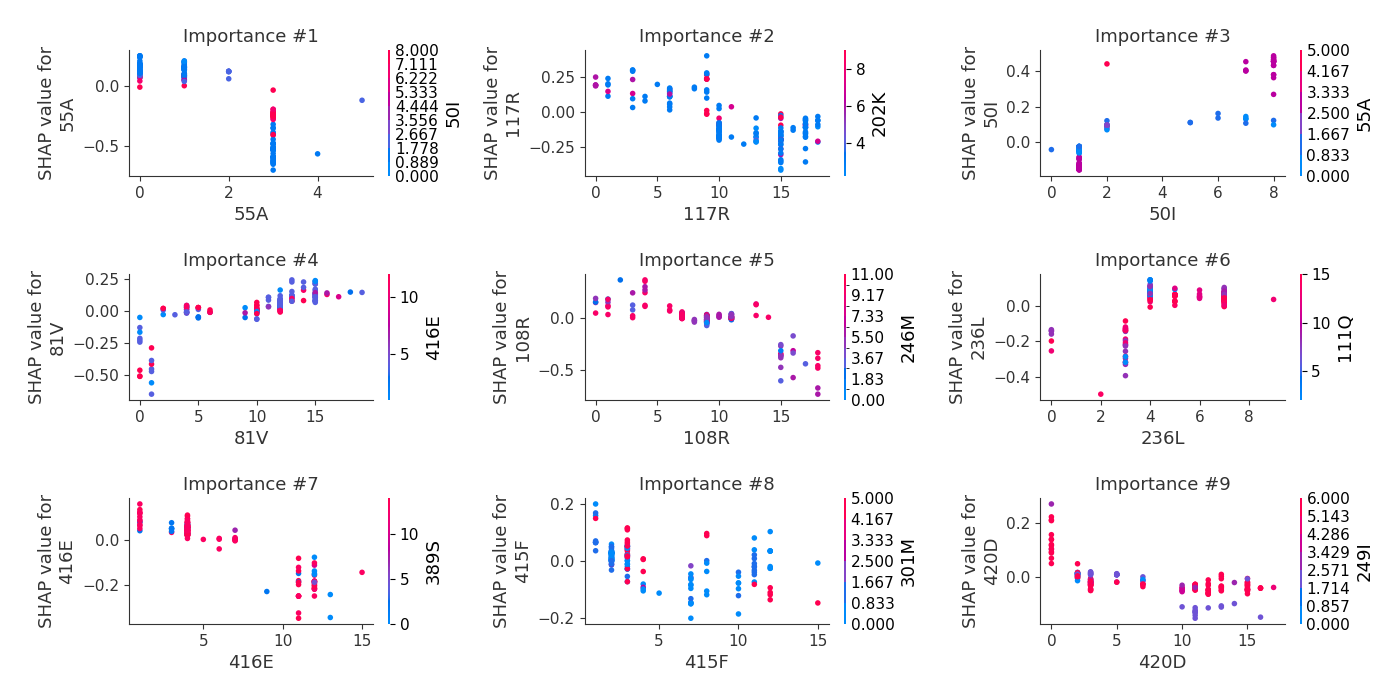 Importance #1
SHAP value for
55A
0.0
−0.5
0
2
4
55A
8.000
7.111
6.222
5.333
4.444
3.556
2.667
1.778
0.889
0.000
50I
Importance #2
SHAP value for
117R
0.25
0.00
−0.25
0
5
10
15
117R
8
6
4
202K
Importance #3
SHAP value for
50I
0.4
0.2
0.0
0
2
4
6
8
50I
5.000
4.167
3.333
2.500
1.667
0.833
0.000
55A
Importance #4
SHAP value for
81V
0.25
0.00
−0.25
−0.50
0
5
10
15
81V
10
5
416E
Importance #5
SHAP value for
108R
0.0
−0.5
0
5
10
15
108R
11.00
9.17
7.33
5.50
3.67
1.83
0.00
246M
Importance #6
SHAP value for
236L
0.0
−0.2
−0.4
0
2
4
6
8
236L
15
10
5
111Q
Importance #7
SHAP value for
416E
0.0
−0.2
5
10
15
416E
10
5
0
389S
Importance #8
SHAP value for
415F
0.2
0.0
−0.2
5
10
15
415F
5.000
4.167
3.333
2.500
1.667
0.833
0.000
301M
Importance #9
SHAP value for
420D
0.2
0.0
0
5
10
15
420D
6.000
5.143
4.286
3.429
2.571
1.714
0.857
0.000
249I